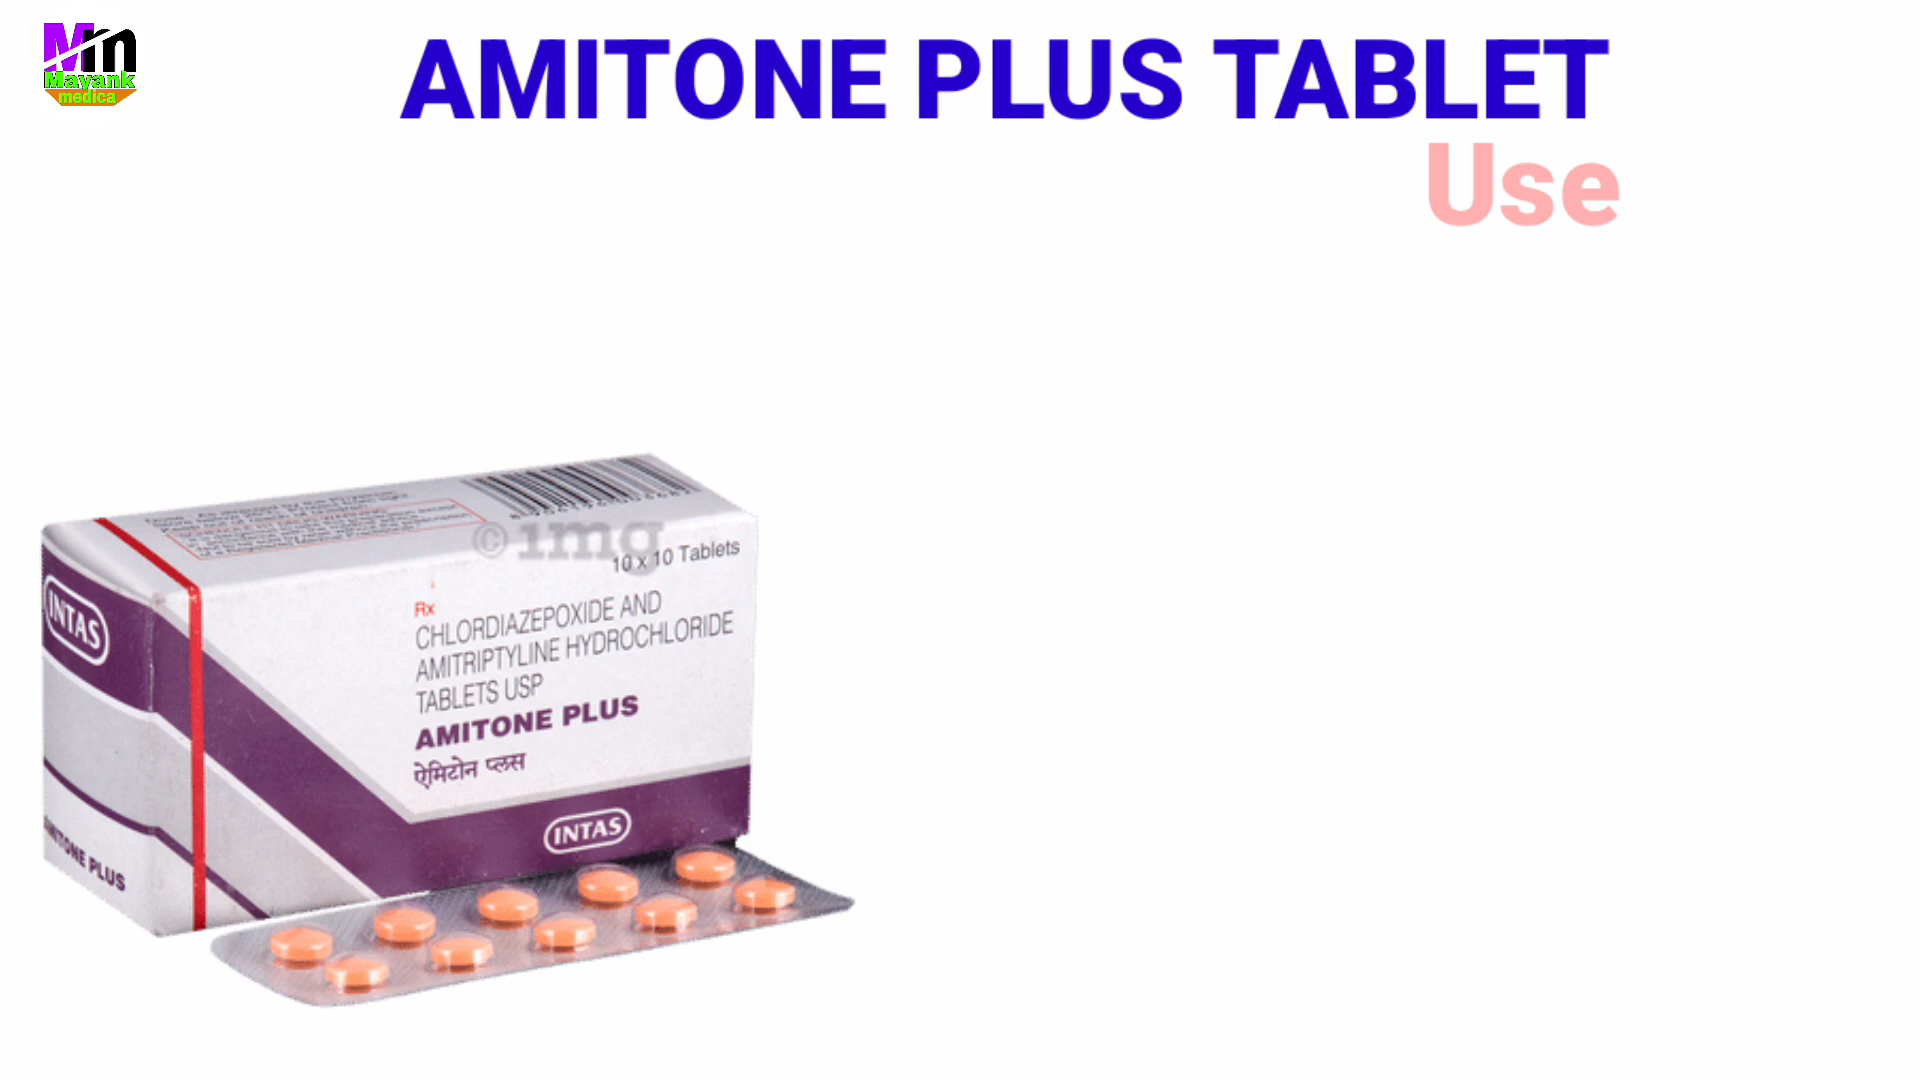 Mm
Mayank
medica
AMITONE PLUS TABLET
Use
©1mg
10 x 10 Tablets
Rx
CHLORDIAZEPOXIDE AND
AMITRIPTYLINE HYDROCHLORIDE
TABLETS USP
AMITONE PLUS
ऐमिटोन प्लस
INTAS
INTAS
AMITONE PLUS